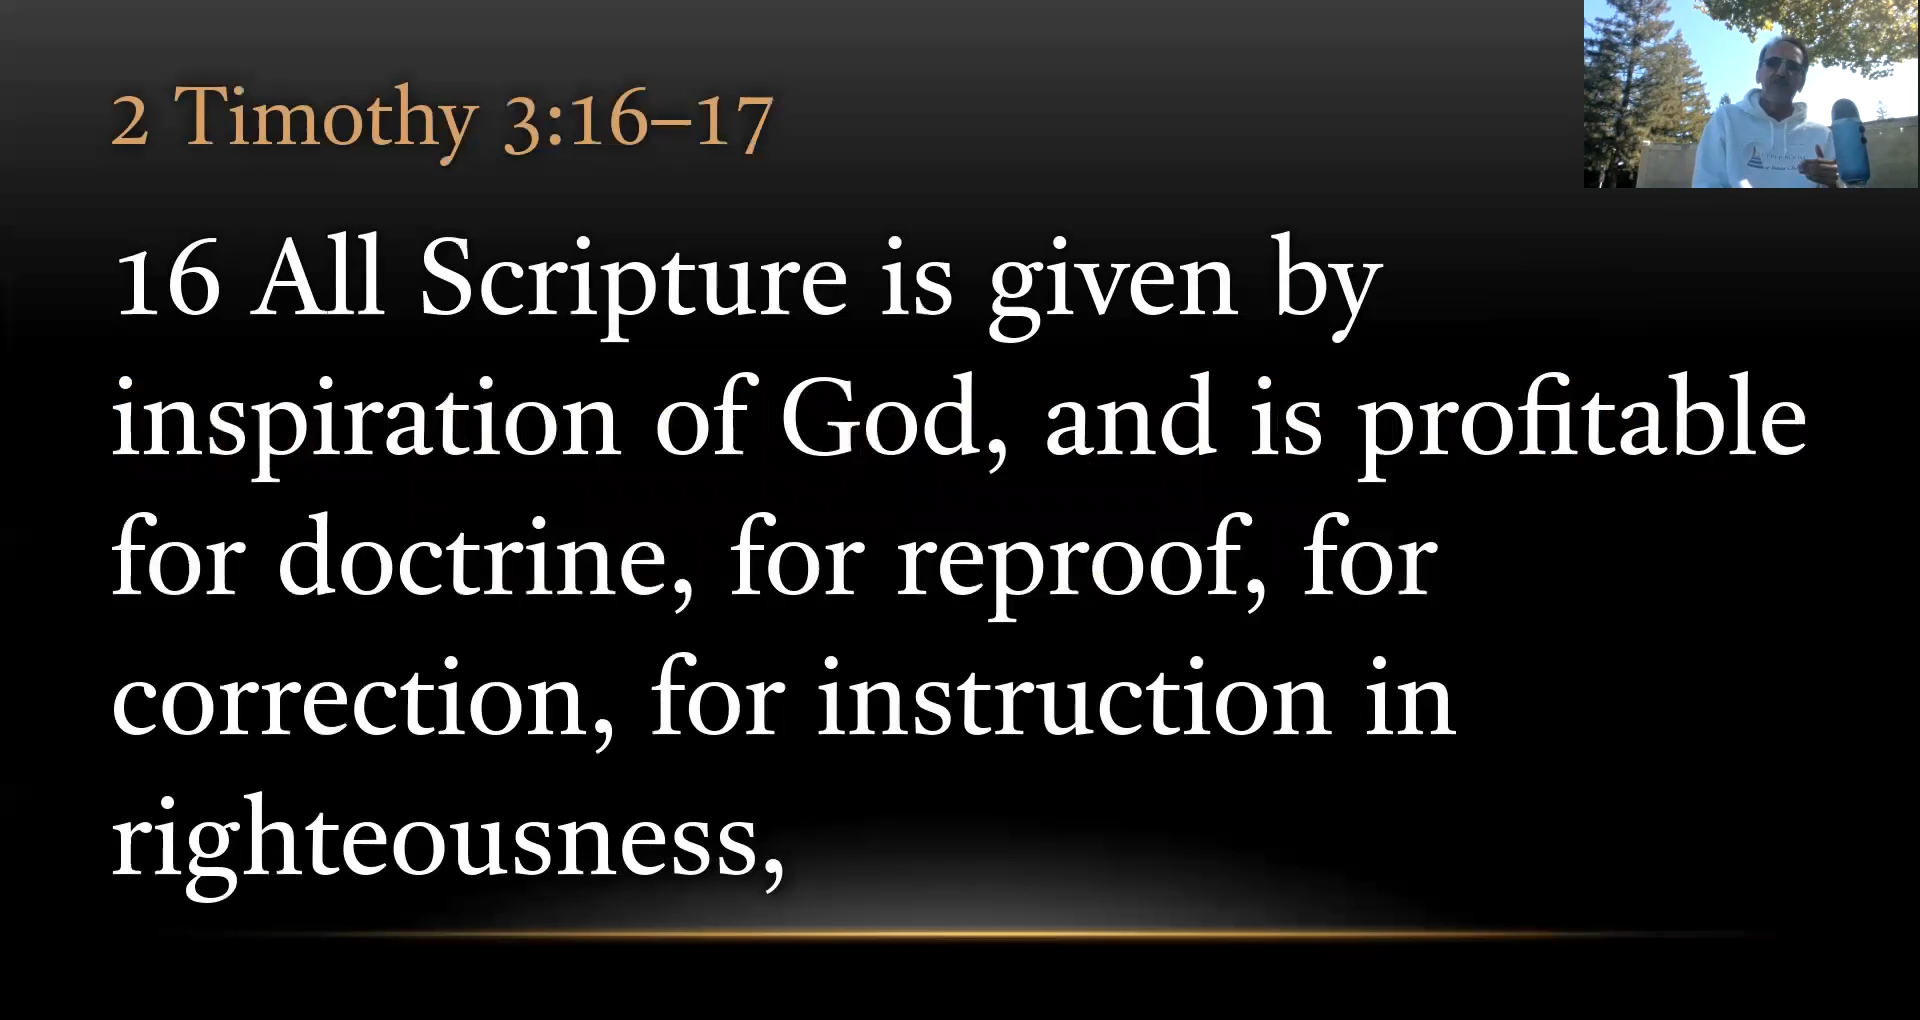 2 Timothy 3:16–17
16 All Scripture is given by
inspiration of God, and is profitable
for doctrine, for reproof, for
correction, for instruction in
righteousness,